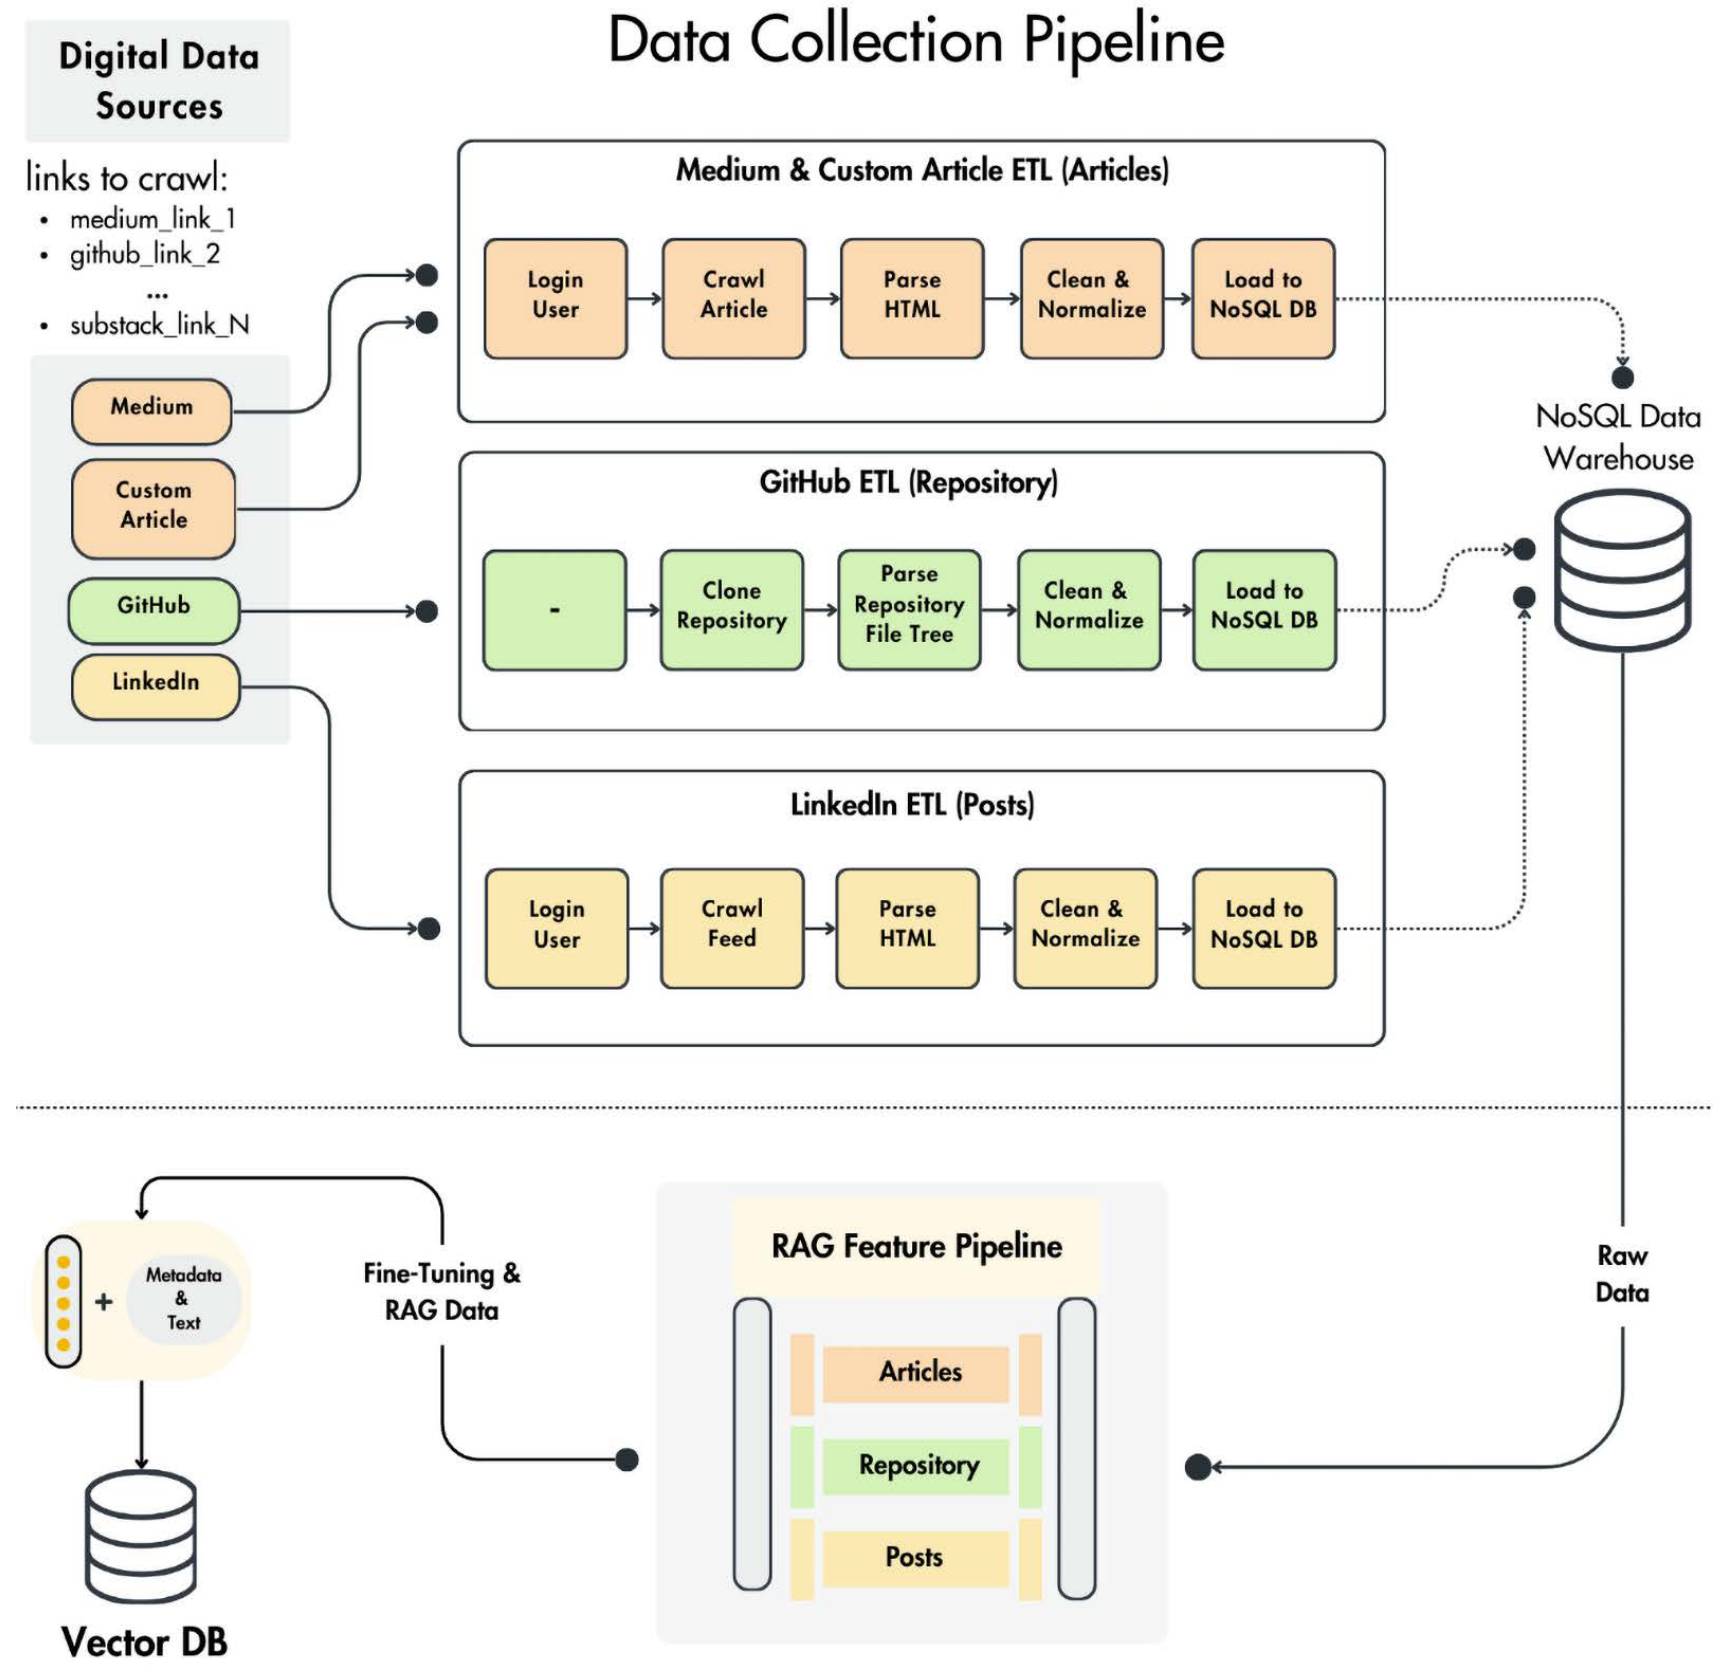 Data Collection Pipeline
Digital Data
Sources
links to crawl:
• medium_link_1
• github_link_2
...
• substack_link_N
Medium
Custom
Article
GitHub
LinkedIn
Medium & Custom Article ETL (Articles)
Login
User
Crawl
Article
Parse
HTML
Clean &
Normalize
Load to
NoSQL DB
GitHub ETL (Repository)
-
Clone
Repository
Parse
Repository
File Tree
Clean &
Normalize
Load to
NoSQL DB
LinkedIn ETL (Posts)
Login
User
Crawl
Feed
Parse
HTML
Clean &
Normalize
Load to
NoSQL DB
NoSQL Data
Warehouse
Raw
Data
RAG Feature Pipeline
Articles
Repository
Posts
Fine-Tuning &
RAG Data
+
Metadata
&
Text
Vector DB